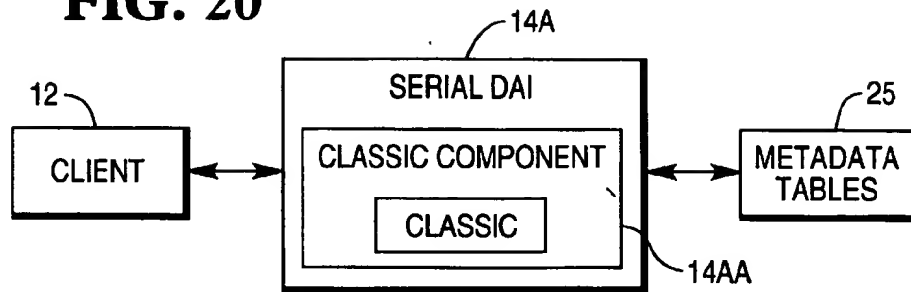 FIG. 20
14A
SERIAL DAI
12
25
CLIENT
CLASSIC COMPONENT
METADATA
TABLES
CLASSIC
14AA